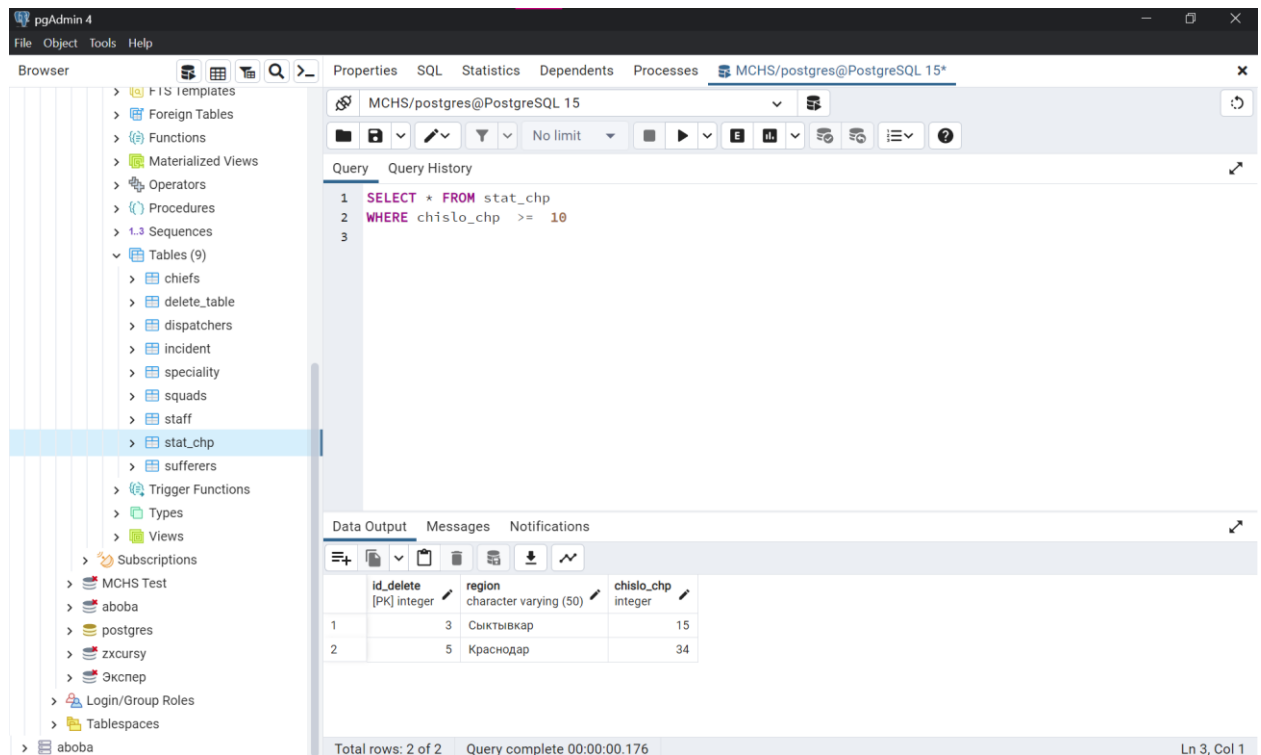 pgAdmin 4
File Object Tools Help
Browser
Properties SQL Statistics Dependents Processes MCHS/postgres@PostgreSQL 15*
FTS Templates
Foreign Tables
Functions
Materialized Views
Operators
Procedures
1..3 Sequences
Tables (9)
chiefs
delete_table
dispatchers
incident
speciality
squads
staff
stat_chp
sufferers
Trigger Functions
Types
Views
Subscriptions
MCHS Test
aboba
postgres
zxcursy
Экспер
Login/Group Roles
Tablespaces
aboba
MCHS/postgres@PostgreSQL 15
No limit
E
Query Query History
1 SELECT * FROM stat_chp
2 WHERE chislo_chp >= 10
3
Data Output Messages Notifications
id_delete region chislo_chp
[PK] integer character varying (50) integer
1 3 Сыктывкар 15
2 5 Краснодар 34
Total rows: 2 of 2 Query complete 00:00:00.176 Ln 3, Col 1